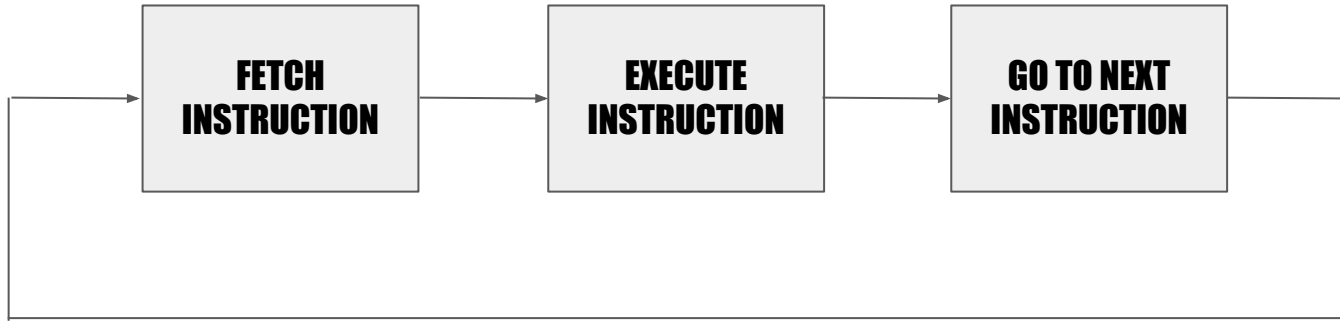 FETCH
INSTRUCTION
EXECUTE
INSTRUCTION
GO TO NEXT
INSTRUCTION